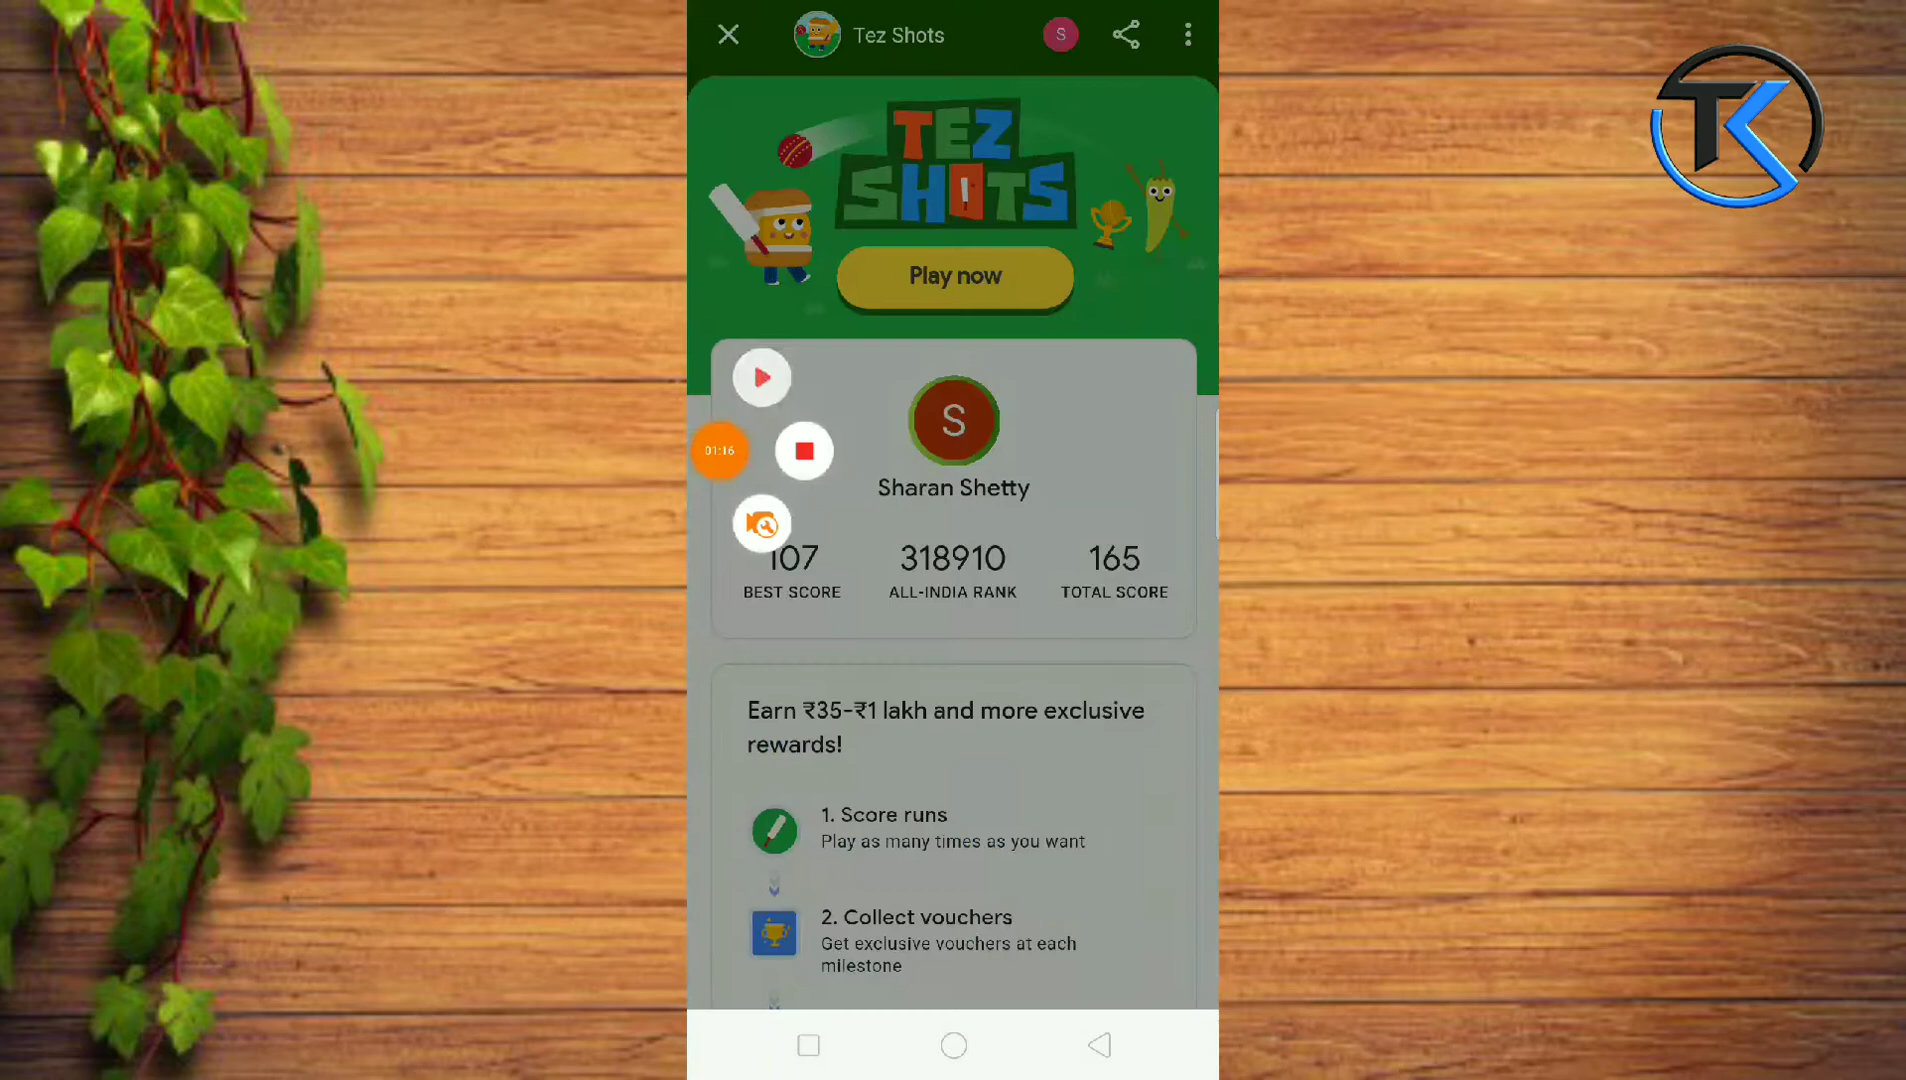 Tez Shots
S
TK
TEZ
SHOTS
Play now
S
01:16
Sharan Shetty
107
318910
165
BEST SCORE
ALL-INDIA RANK
TOTAL SCORE
Earn ₹35-₹1 lakh and more exclusive
rewards!
1. Score runs
Play as many times as you want
2. Collect vouchers
Get exclusive vouchers at each
milestone